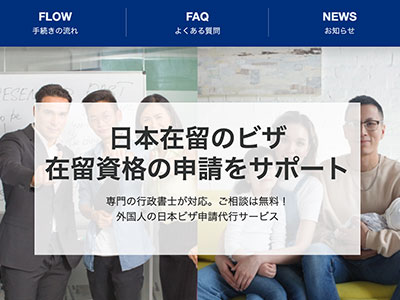 FLOW
手続きの流れ
FAQ
よくある質問
NEWS
お知らせ
日本在留のビザ
在留資格の申請をサポート
専門の行政書士が対応。ご相談は無料！
外国人の日本ビザ申請代行サービス